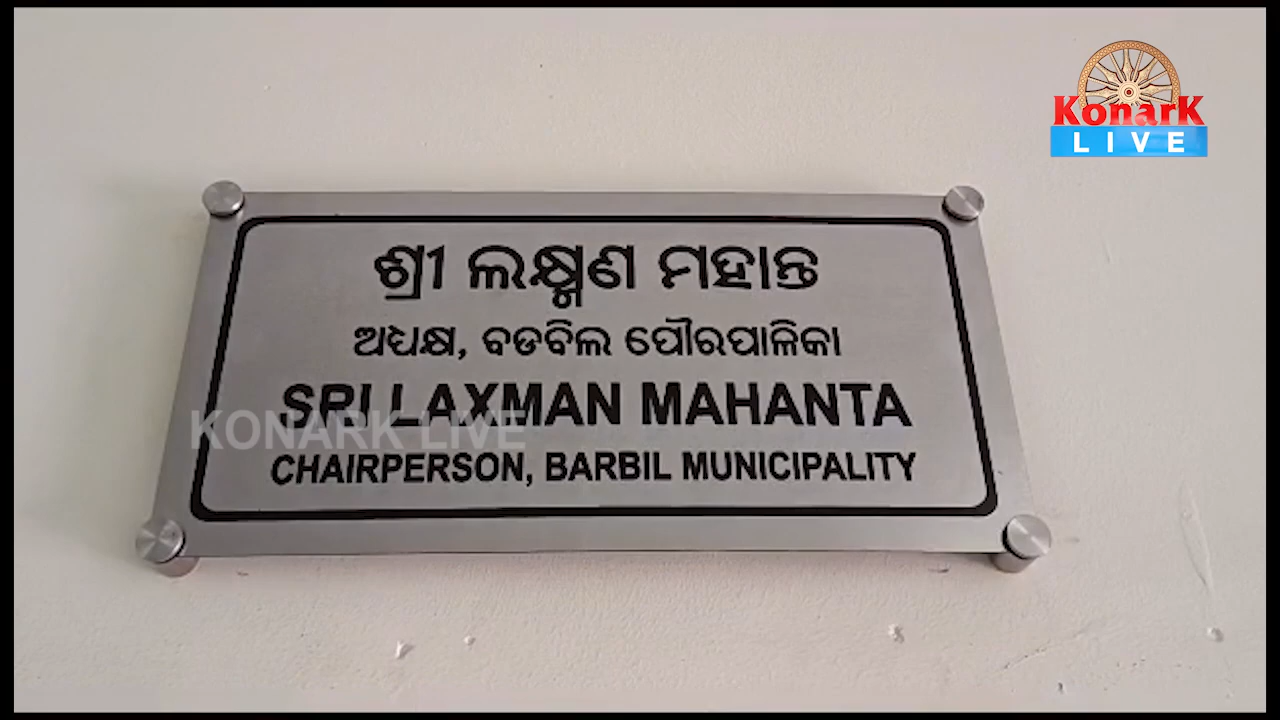 KonarK
LIVE
ଶ୍ରୀ ଲକ୍ଷ୍ମଣ ମହାନ୍ତ
ଅଧ୍ୟକ୍ଷ, ବଡବିଲ ପୌରପାଳିକା
SRI LAXMAN MAHANTA
KONARK LIVE
CHAIRPERSON, BARBIL MUNICIPALITY